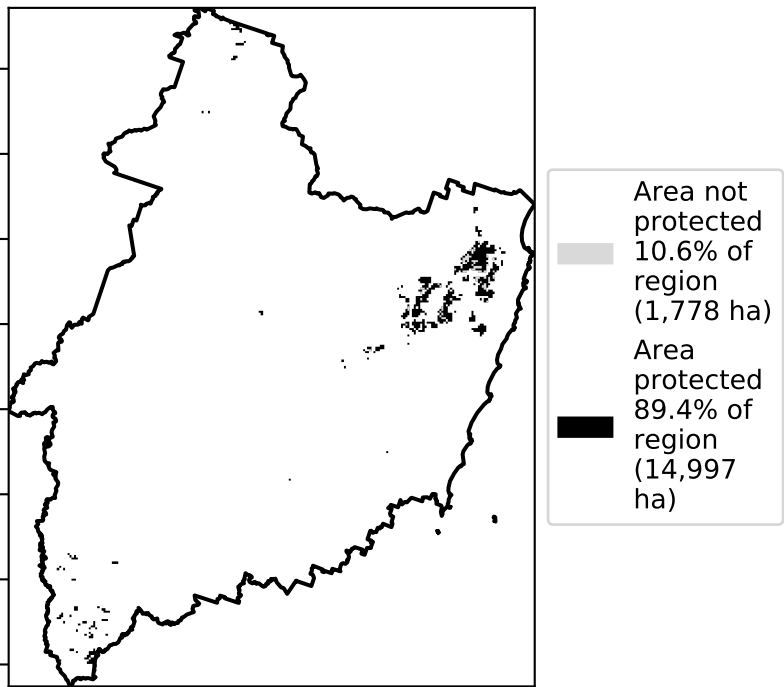 Area not
protected
10.6% of
region
(1,778 ha)
Area
protected
89.4% of
region
(14,997
ha)